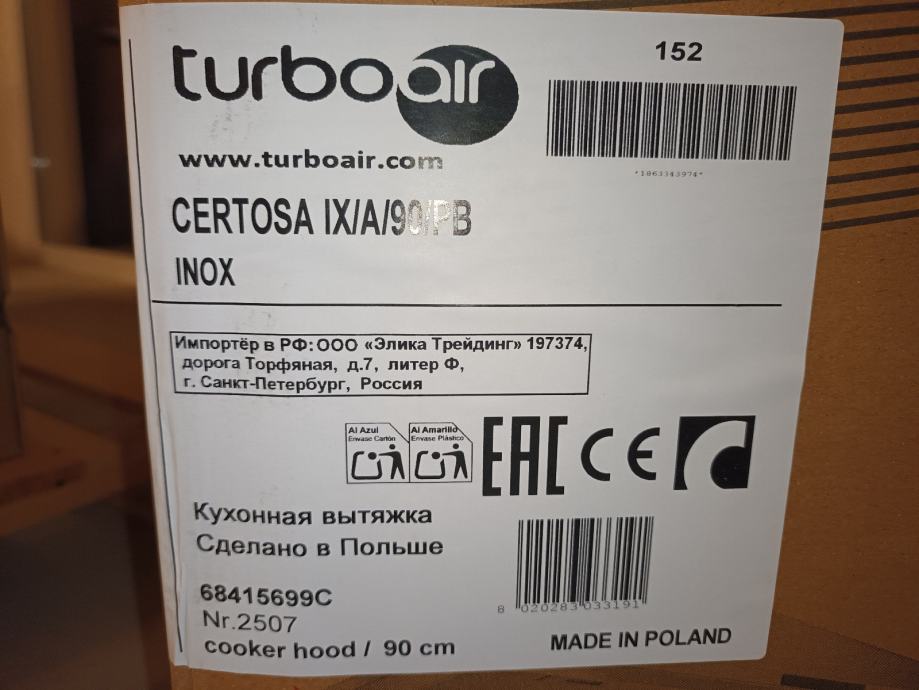 turboair
152
*1863343974*
www.turboair.com
CERTOSA IX/A/90/PB
INOX
Импортёр в РФ: ООО «Элика Трейдинг» 197374,
дорога Торфяная, д.7, литер Ф,
г. Санкт-Петербург, Россия
Al Azul
Envase Cartón
Al Amarillo
Envase Plástico
EAC CE
Кухонная вытяжка
Сделано в Польше
8 020283 033191
68415699C
Nr.2507
cooker hood / 90 cm
MADE IN POLAND